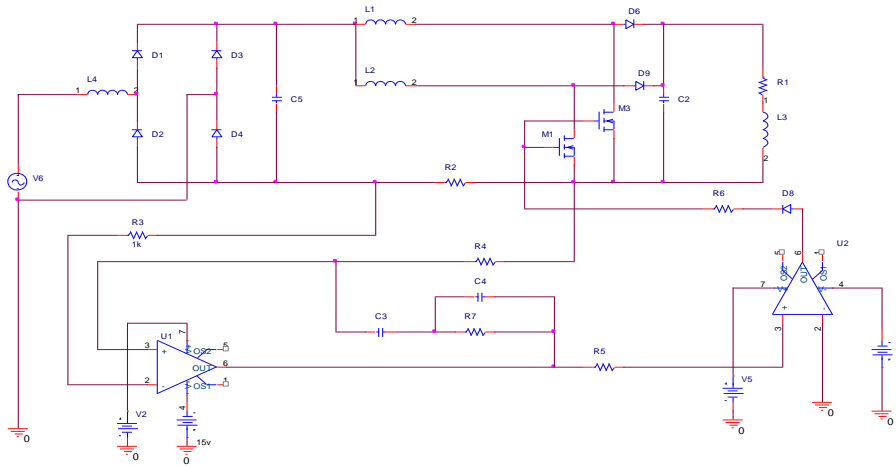 L1
1 2
D6
L2
1 2
D9
L4
1 2
D1
D3
D2
D4
C5
C2
R1
1
L3
2
M3
M1
V6
R2
R6
D8
R3
1k
R4
C4
C3
R7
R5
U1
3
+
2
-
7
V+
OS2
5
OUT
6
OS1
1
V-
4
V2
15v
0
0
0
U2
5
OS2
6
OUT
1
OS1
7
V+
4
V-
+
-
3
2
V5
0
0
0